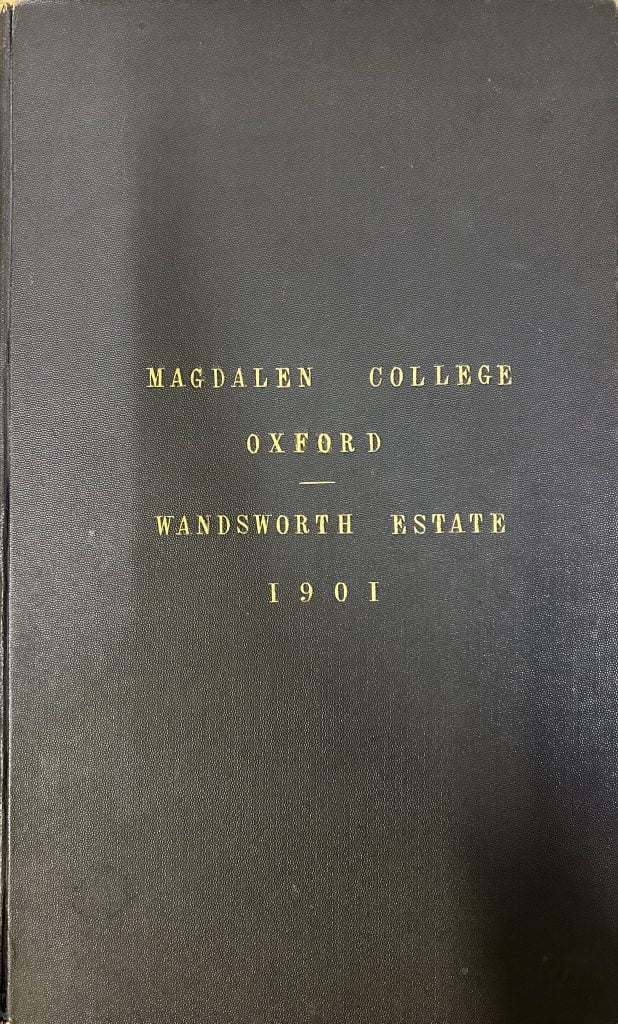 MAGDALEN COLLEGE
OXFORD
WANDSWORTH ESTATE
1901